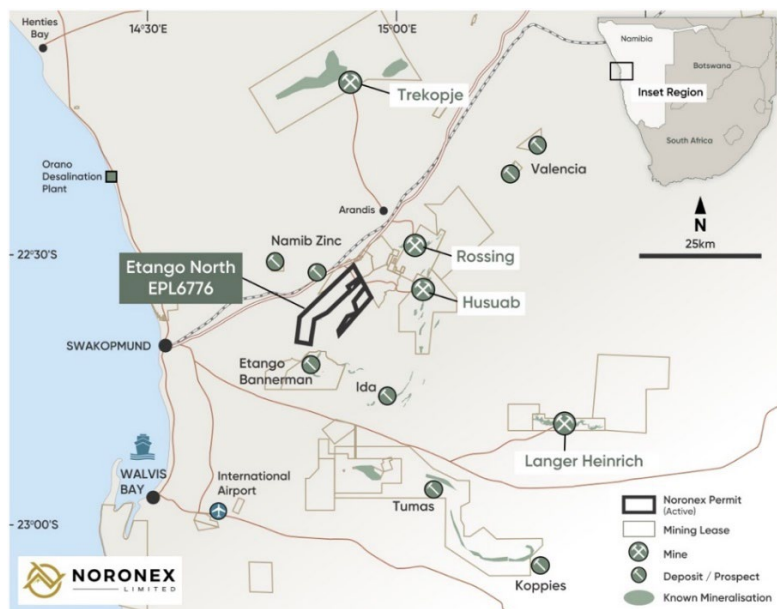 Henties
Bay
14°30'E
15°00'E
Namibia
Botswana
Inset Region
South Africa
Trekopje
Orano
Desalination
Plant
Valencia
N
25km
Arandis
22°30'S
Namib Zinc
Rossing
Etango North
EPL6776
Husuab
SWAKOPMUND
Etango
Bannerman
Ida
Langer Heinrich
WALVIS
BAY
International
Airport
Tumas
23°00'S
Koppies
Noronex Permit
(Active)
Mining Lease
Mine
Deposit / Prospect
Known Mineralisation
NORONEX
LIMITED